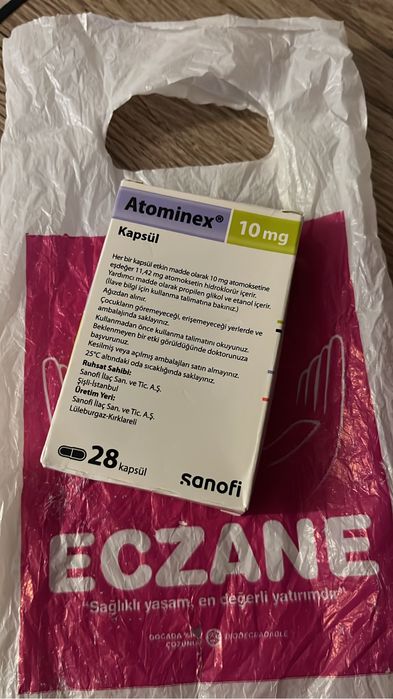 Atominex®
10 mg
Kapsül
Her bir kapsül etkin madde olarak 10 mg atomoksetine
eşdeğer 11,42 mg atomoksetin hidroklorür içerir.
Yardımcı madde olarak propilen glikol ve etanol içerir.
(İlave bilgi için kullanma talimatına bakınız.)
Ağızdan alınır.
Çocukların göremeyeceği, erişemeyeceği yerlerde ve
ambalajında saklayınız.
Kullanmadan önce kullanma talimatını okuyunuz.
Beklenmeyen bir etki görüldüğünde doktorunuza
başvurunuz.
Kesilmiş veya açılmış ambalajları satın almayınız.
25°C altındaki oda sıcaklığında saklayınız.
Ruhsat Sahibi:
Sanofi İlaç San. ve Tic. A.Ş.
Şişli-İstanbul
Üretim Yeri:
Sanofi İlaç San. ve Tic. A.Ş.
Lüleburgaz-Kırklareli
28 kapsül
sanofi
ECZANE
"Sağlıklı yaşam, en değerli yatırımdır."
DOĞADA
ÇÖZÜNÜR
BIODEGRADABLE